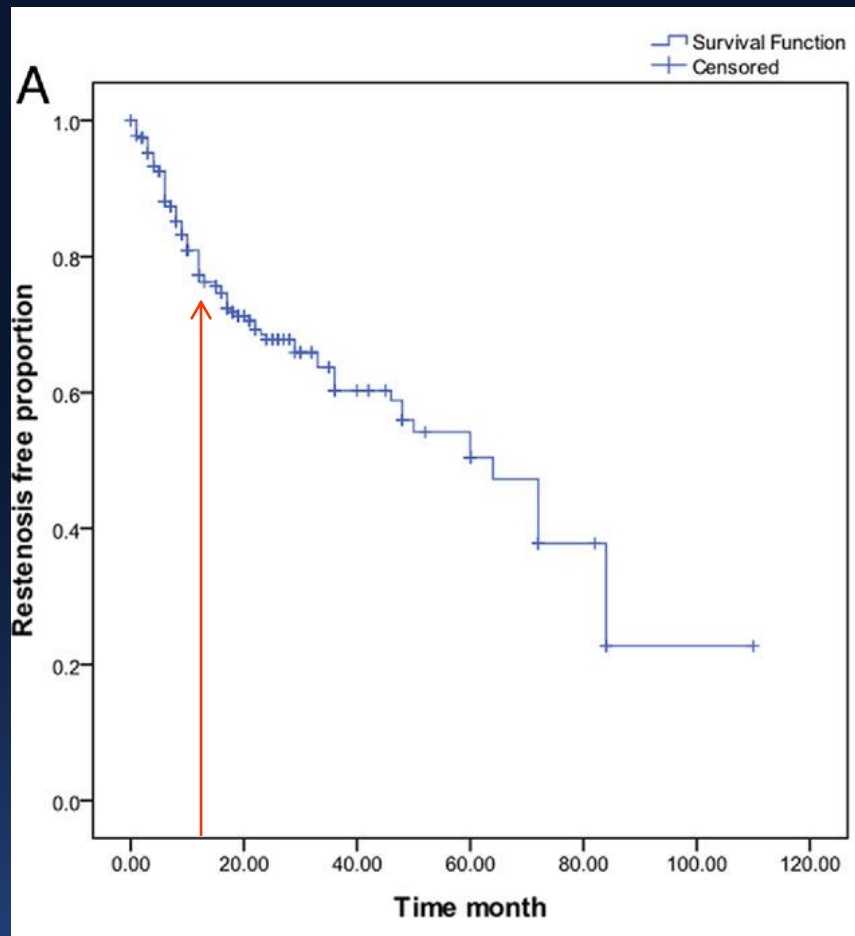 Survival Function
Censored
A
1.0
0.8
0.6
0.4
0.2
0.0
Restenosis free proportion
0.00 20.00 40.00 60.00 80.00 100.00 120.00
Time month